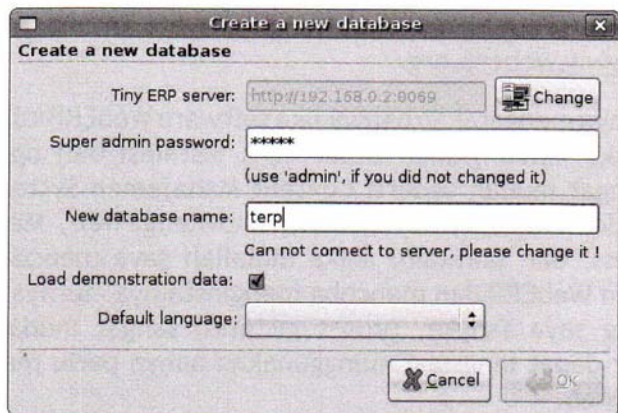 Create a new database
Create a new database
Tiny ERP server: http://192.168.0.2:8069 Change
Super admin password: *****
(use 'admin', if you did not changed it)
New database name: terp
Can not connect to server, please change it !
Load demonstration data:
Default language:
Cancel OK